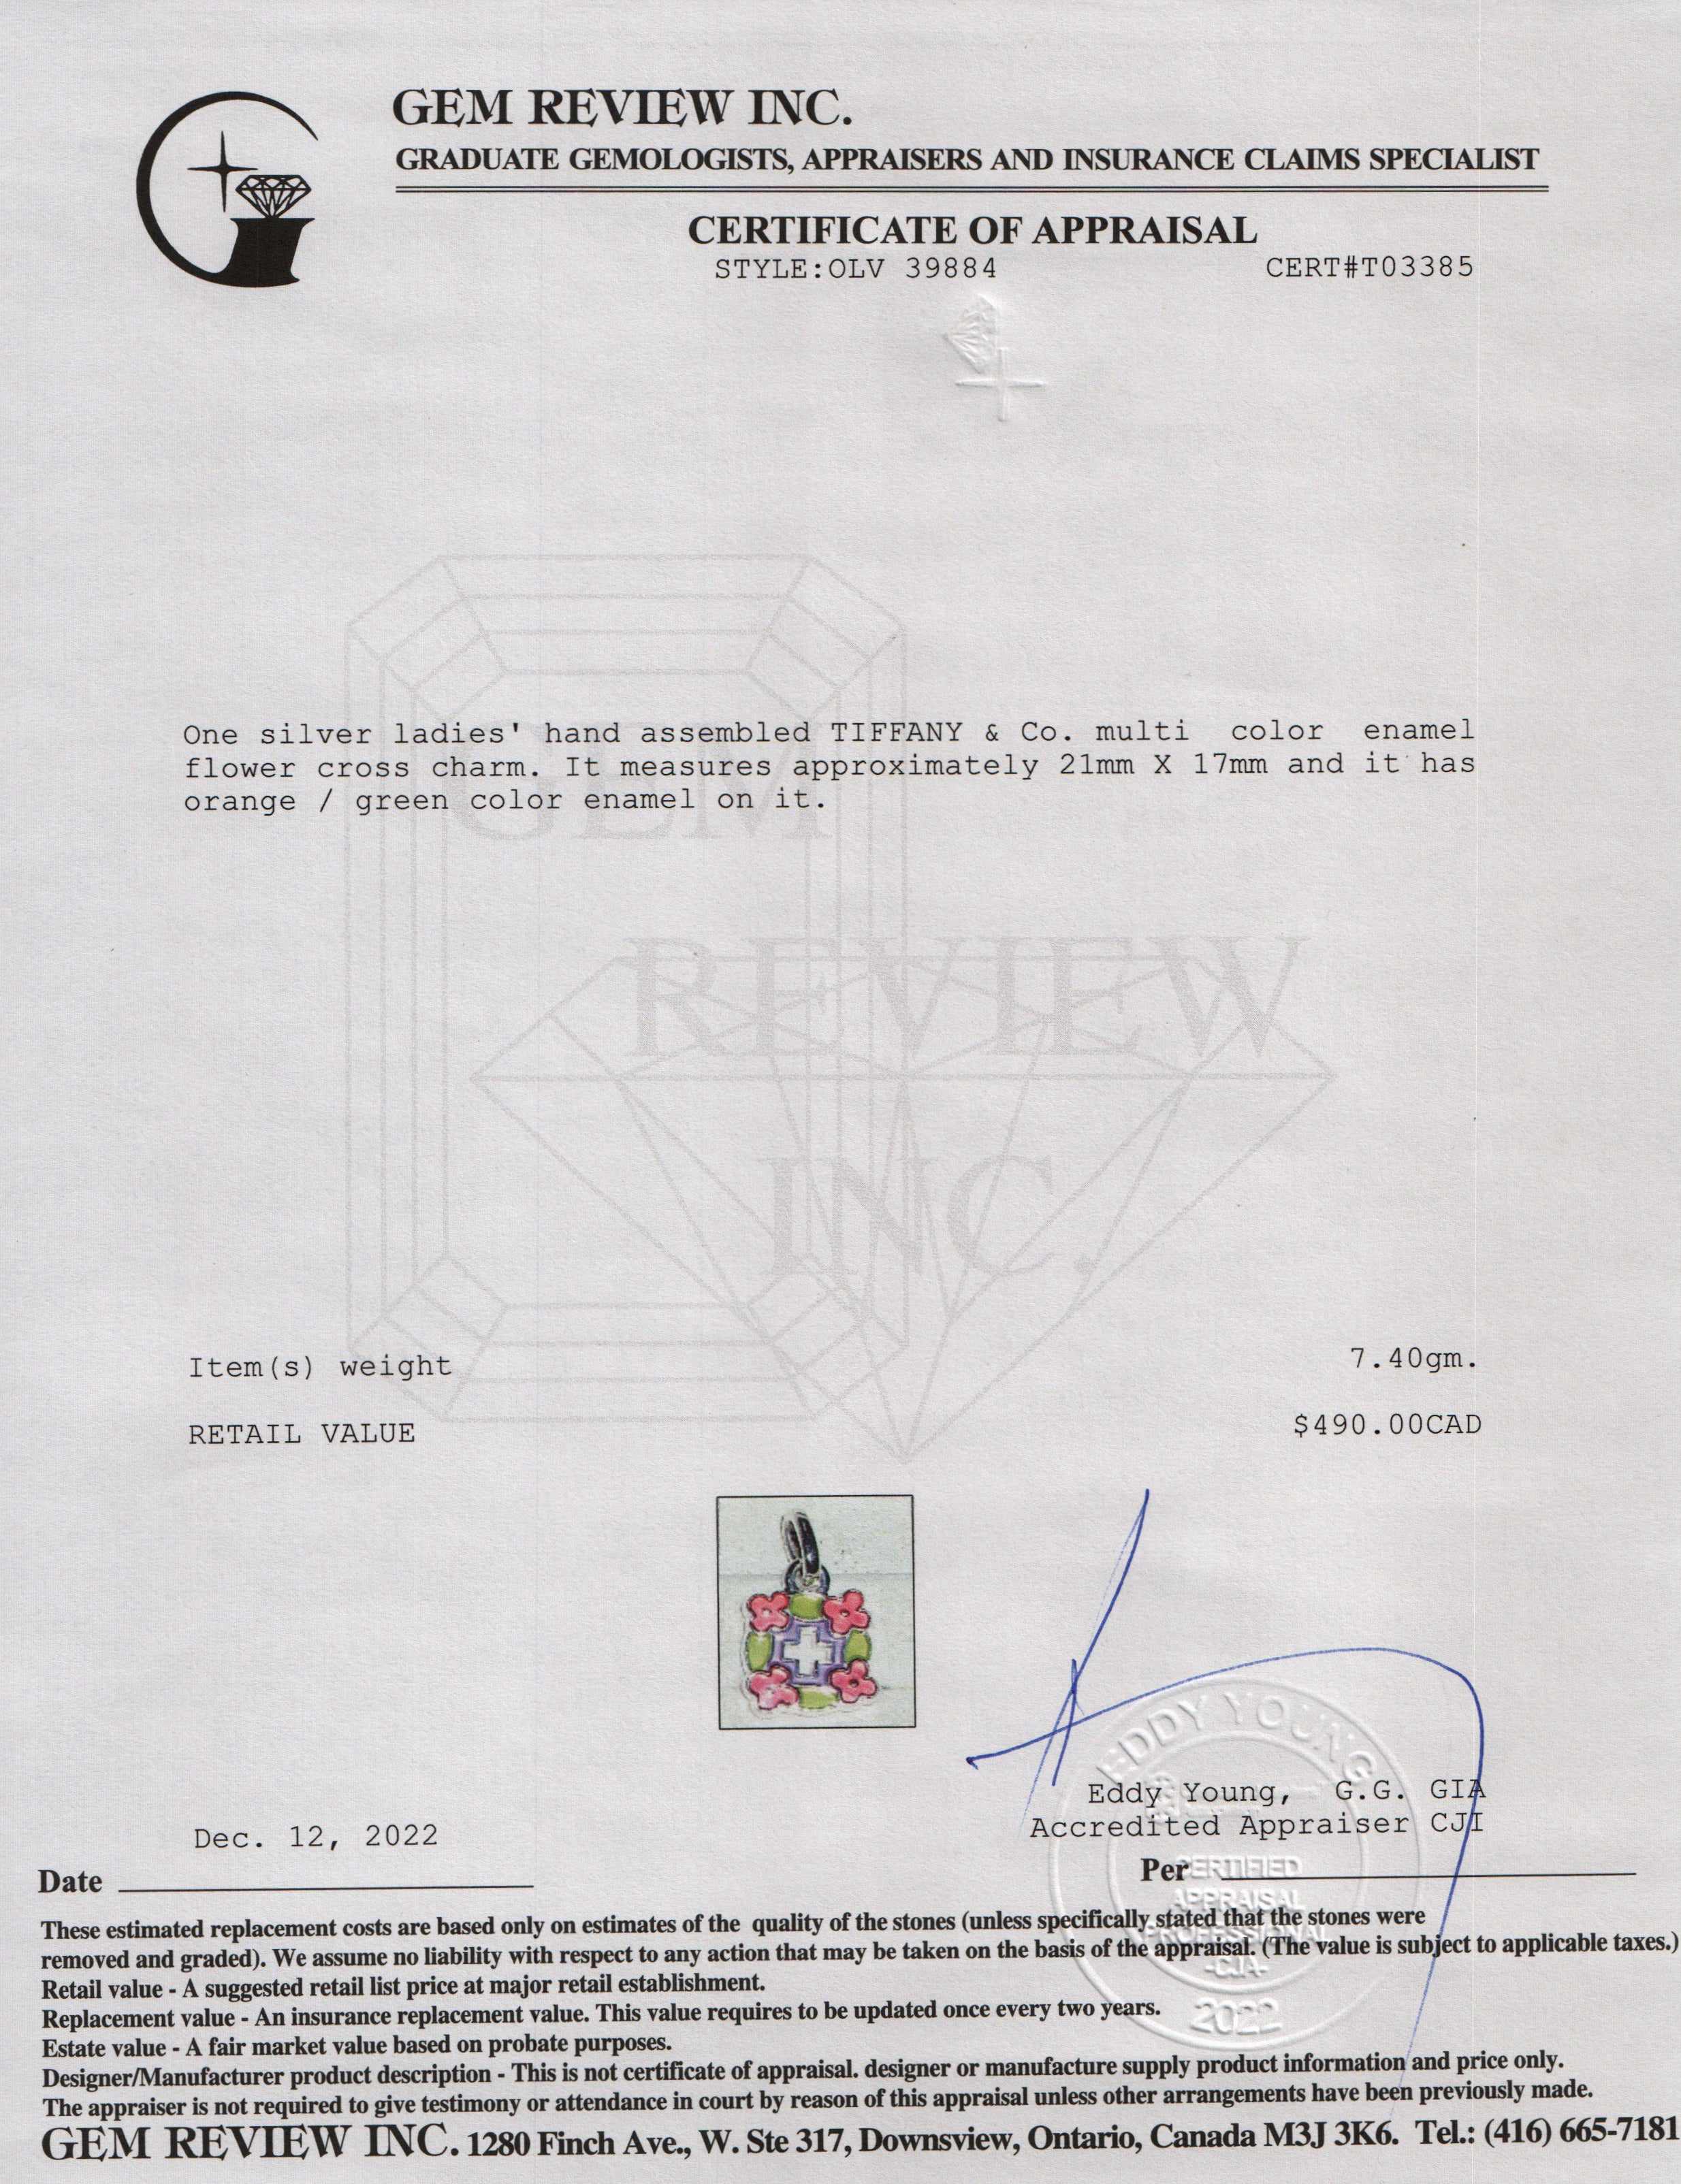 GEM REVIEW INC.
GRADUATE GEMOLOGISTS, APPRAISERS AND INSURANCE CLAIMS SPECIALIST
CERTIFICATE OF APPRAISAL
STYLE:OLV 39884 CERT#T03385
One silver ladies' hand assembled TIFFANY & Co. multi color enamel
flower cross charm. It measures approximately 21mm X 17mm and it has
orange / green color enamel on it.
GEM
REVIEW
INC.
Item(s) weight 7.40gm.
RETAIL VALUE $490.00CAD
EDDY YOUNG
Eddy Young, G.G. GIA
Accredited Appraiser CJI
Dec. 12, 2022
Date
Per
CERTIFIED
APPRAISAL
PROFESSIONAL
-CJA-
2022
These estimated replacement costs are based only on estimates of the quality of the stones (unless specifically stated that the stones were
removed and graded). We assume no liability with respect to any action that may be taken on the basis of the appraisal. (The value is subject to applicable taxes.)
Retail value - A suggested retail list price at major retail establishment.
Replacement value - An insurance replacement value. This value requires to be updated once every two years.
Estate value - A fair market value based on probate purposes.
Designer/Manufacturer product description - This is not certificate of appraisal. designer or manufacture supply product information and price only.
The appraiser is not required to give testimony or attendance in court by reason of this appraisal unless other arrangements have been previously made.
GEM REVIEW INC. 1280 Finch Ave., W. Ste 317, Downsview, Ontario, Canada M3J 3K6. Tel.: (416) 665-7181